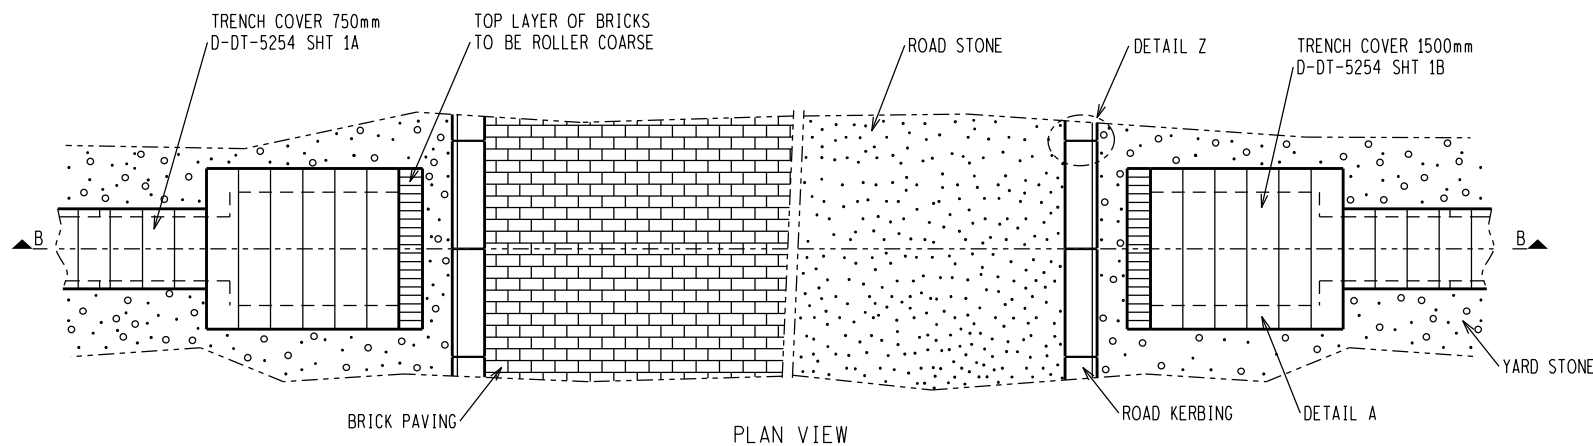 TRENCH COVER 750mm
D-DT-5254 SHT 1A
TOP LAYER OF BRICKS
TO BE ROLLER COARSE
ROAD STONE
DETAIL Z
TRENCH COVER 1500mm
D-DT-5254 SHT 1B
B
B
YARD STONE
BRICK PAVING
ROAD KERBING
DETAIL A
PLAN VIEW